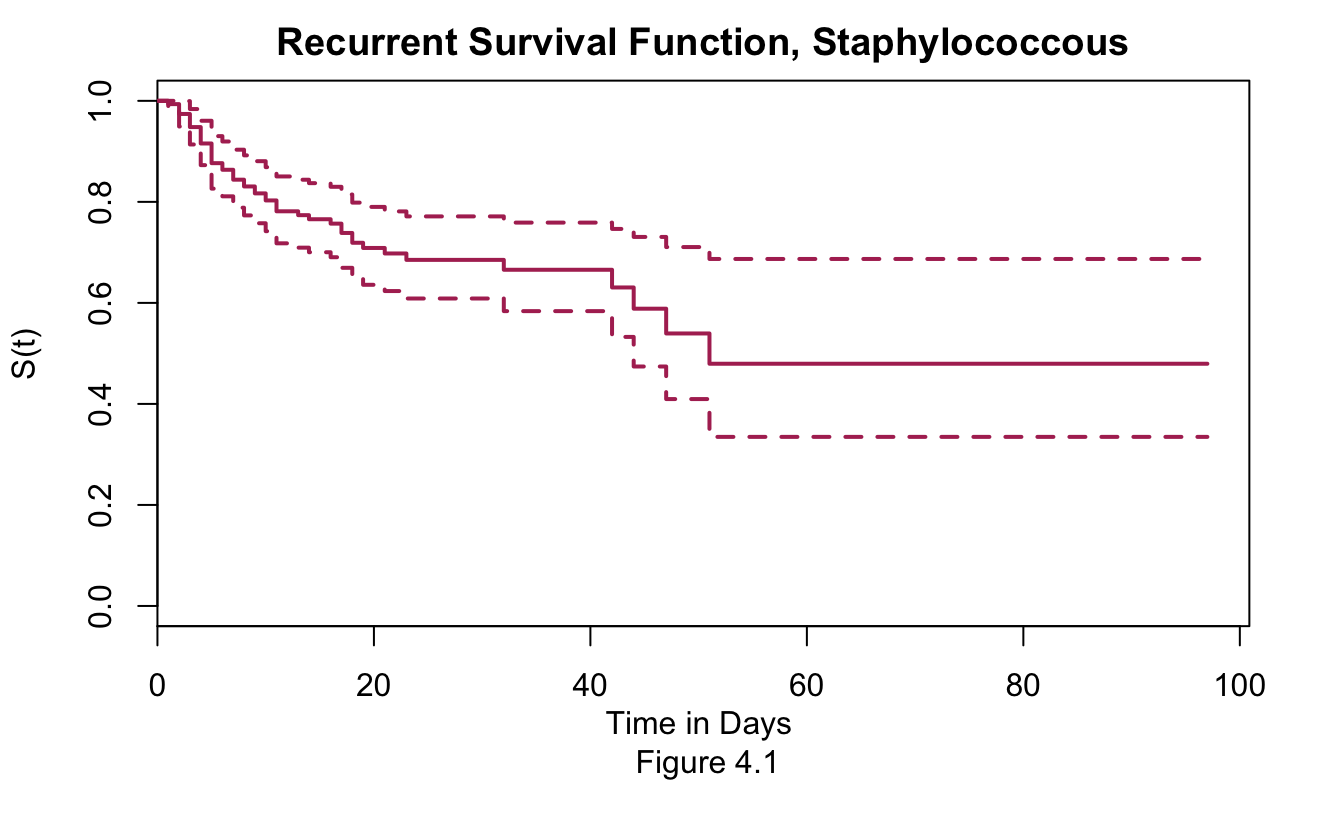 Recurrent Survival Function, Staphylococcous
S(t)
1.0
0.8
0.6
0.4
0.2
0.0
0 20 40 60 80 100
Time in Days
Figure 4.1